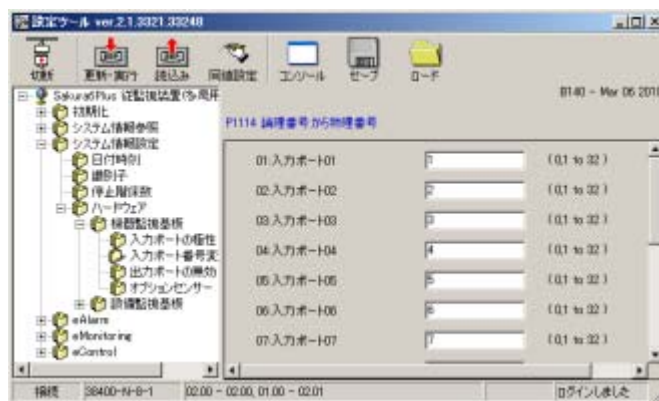 設定ツール ver.2.1.3321.33248
切断 更新・実行 読込み 同値設定 コンソール セーブ ロード
Sakura6Plus 従監視装置(多局用
B140 - Mar 06 2010
初期化
システム情報参照
システム情報設定
日付時刻
識別子
停止階床数
ハードウェア
機器監視基板
入力ポートの極性
入力ポート番号変
出力ポートの無効
オプションセンサー
設備監視基板
eAlarm
eMonitoring
eControl
P1114 論理番号から物理番号
01.入力ポート01 1 (0,1 to 32)
02.入力ポート02 2 (0,1 to 32)
03.入力ポート03 3 (0,1 to 32)
04.入力ポート04 4 (0,1 to 32)
05.入力ポート05 5 (0,1 to 32)
06.入力ポート06 6 (0,1 to 32)
07.入力ポート07 7 (0,1 to 32)
接続 38400-N-8-1 02.00 - 02.00, 01.00 - 02.01 ログインしました